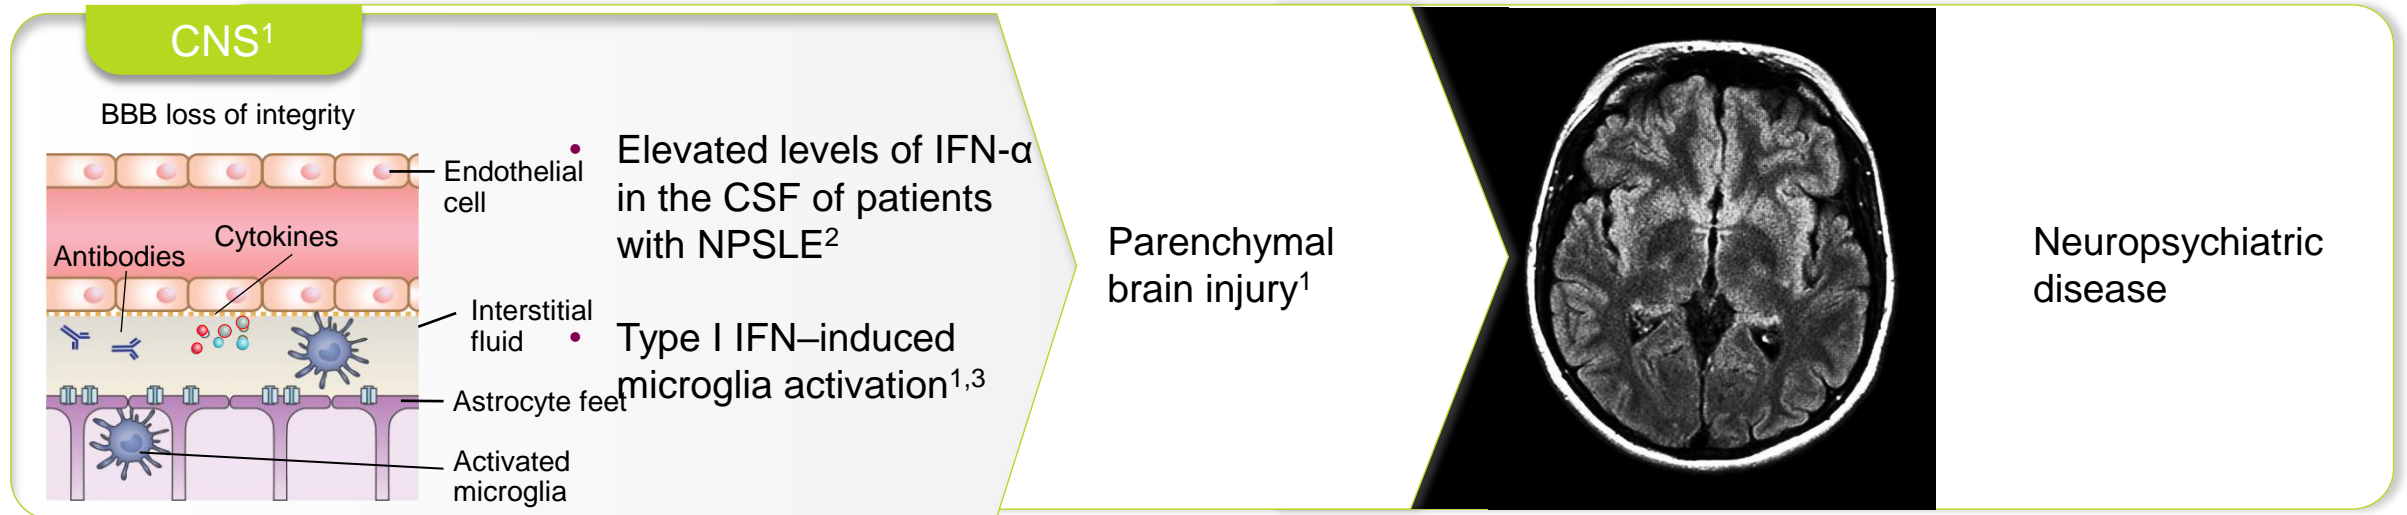 CNS¹
BBB loss of integrity
Endothelial
cell
Cytokines
Antibodies
Interstitial
fluid
Astrocyte feet
Activated
microglia
• Elevated levels of IFN-α
in the CSF of patients
with NPSLE²
• Type I IFN–induced
microglia activation¹,³
Parenchymal
brain injury¹
Neuropsychiatric
disease